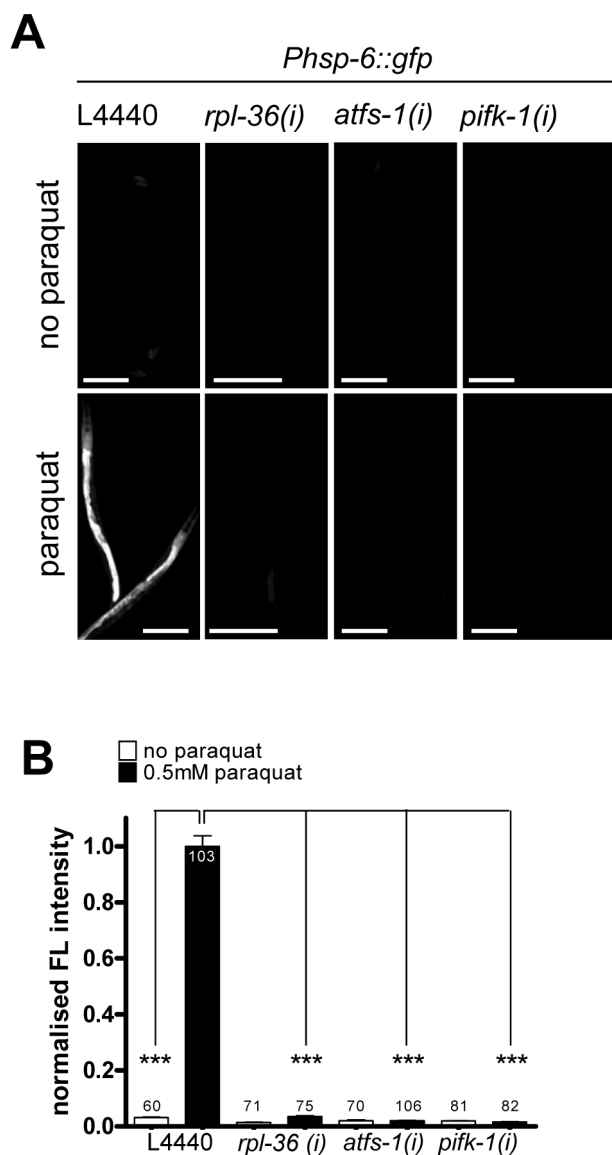 A
Phsp-6::gfp
L4440 rpl-36(i) atfs-1(i) pifk-1(i)
no paraquat
paraquat
B
no paraquat
0.5mM paraquat
normalised FL intensity
1.0
0.8
0.6
0.4
0.2
0.0
103
*** *** *** ***
60 71 75 70 106 81 82
L4440 rpl-36 (i) atfs-1(i) pifk-1(i)